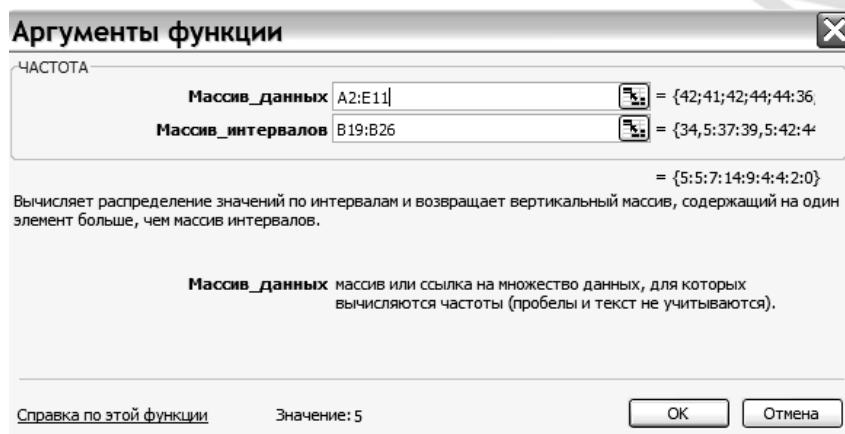 Аргументы функции
ЧАСТОТА
Массив_данных A2:E11 = {42;41;42;44;44:36;
Массив_интервалов B19:B26 = {34,5:37:39,5:42:44
= {5:5:7:14:9:4:4:2:0}
Вычисляет распределение значений по интервалам и возвращает вертикальный массив, содержащий на один
элемент больше, чем массив интервалов.
Массив_данных массив или ссылка на множество данных, для которых
вычисляются частоты (пробелы и текст не учитываются).
Справка по этой функции Значение: 5 ОК Отмена